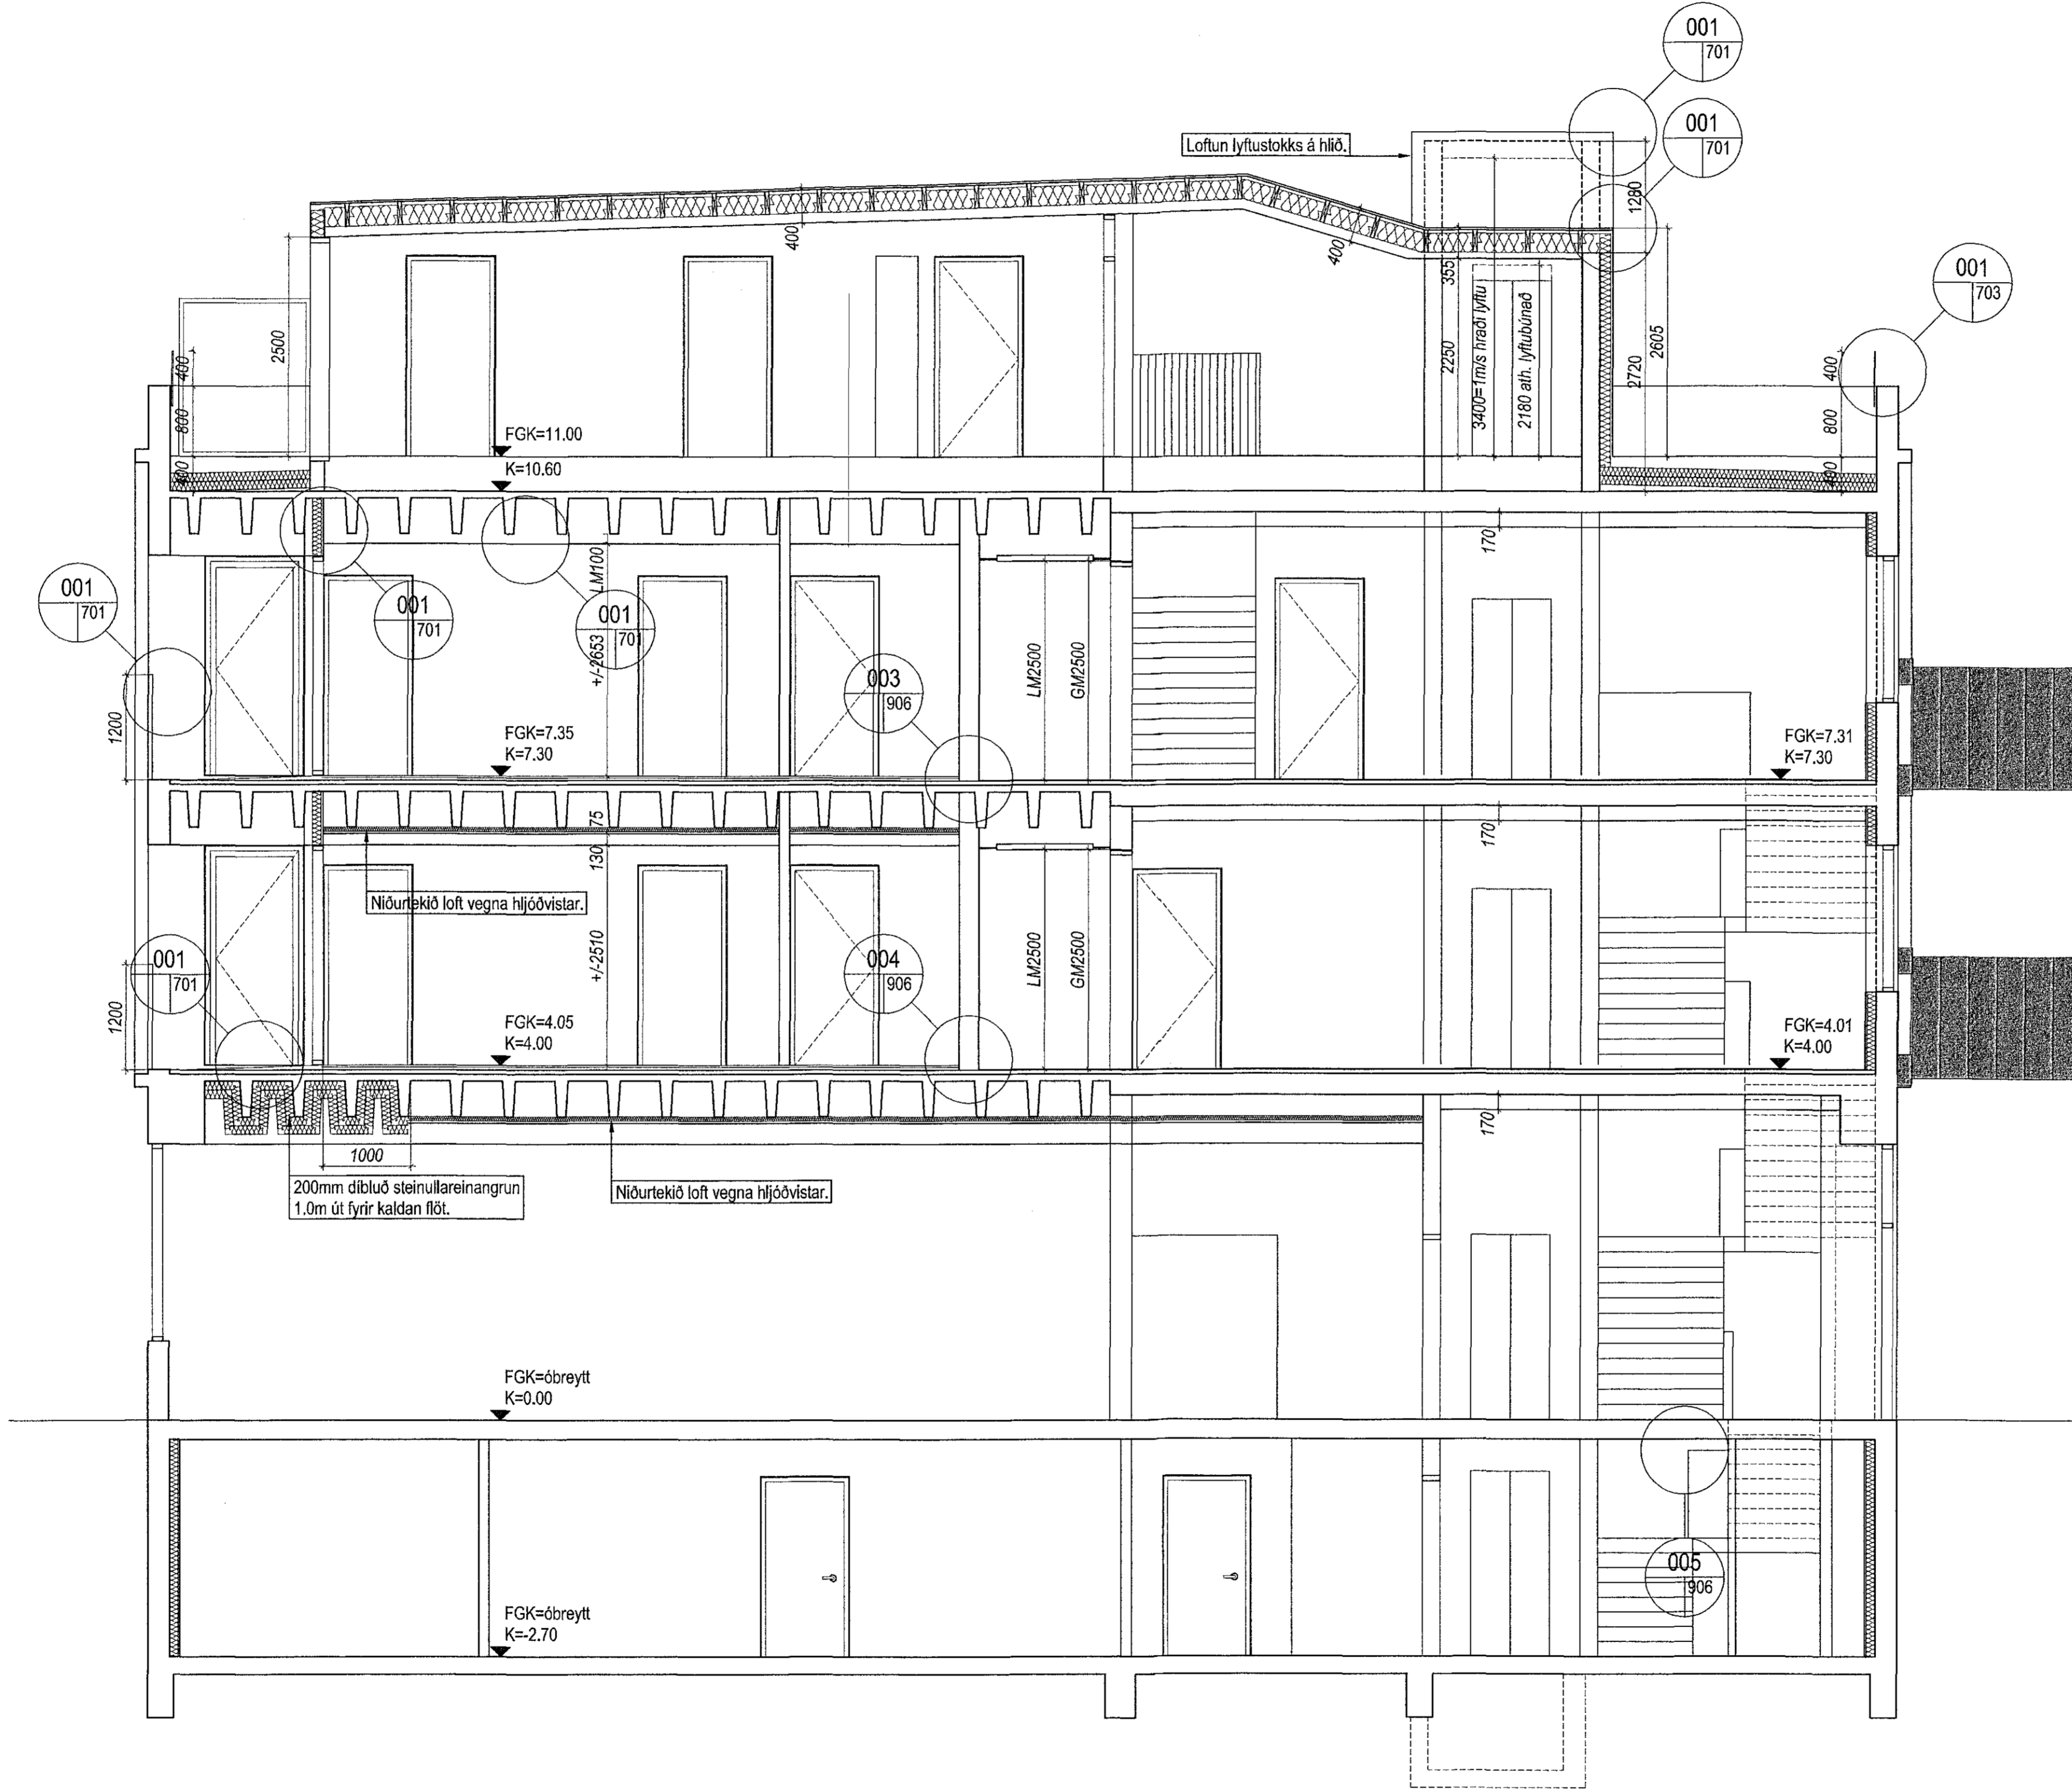 001
701
001
701
Loftun lyftustokks á hlið.
1280
400
400
355
001
703
2500
400
800
400
2250
3400=1m/s hraði lyftu
2180 ath. lyftubúnað
2720
2605
400
800
400
FGK=11.00
K=10.60
170
LM100
001
701
001
701
001
701
+/-2653
003
906
LM2500
GM2500
1200
FGK=7.35
K=7.30
FGK=7.31
K=7.30
75
130
170
Niðurtekið loft vegna hljóðvistar.
001
701
+/-2510
004
906
LM2500
GM2500
1200
FGK=4.05
K=4.00
FGK=4.01
K=4.00
170
1000
200mm díbluð steinullareinangrun
1.0m út fyrir kaldan flöt.
Niðurtekið loft vegna hljóðvistar.
FGK=óbreytt
K=0.00
005
906
FGK=óbreytt
K=-2.70